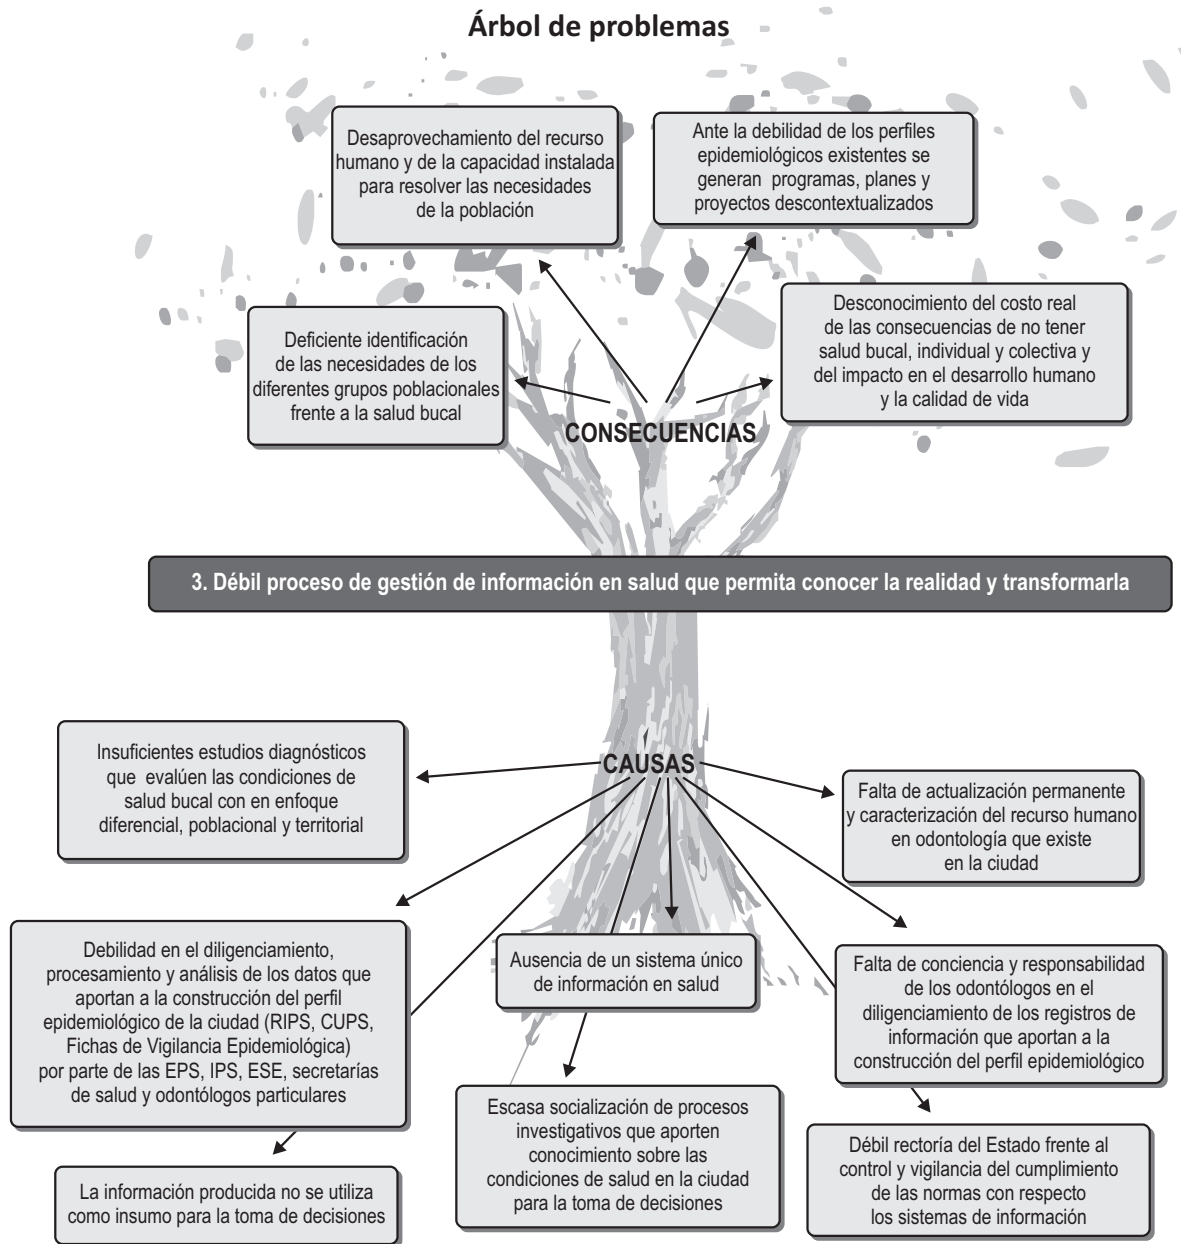 Árbol de problemas
Desaprovechamiento del recurso
humano y de la capacidad instalada
para resolver las necesidades
de la población
Ante la debilidad de los perfiles
epidemiológicos existentes se
generan programas, planes y
proyectos descontextualizados
Deficiente identificación
de las necesidades de los
diferentes grupos poblacionales
frente a la salud bucal
Desconocimiento del costo real
de las consecuencias de no tener
salud bucal, individual y colectiva y
del impacto en el desarrollo humano
y la calidad de vida
CONSECUENCIAS
3. Débil proceso de gestión de información en salud que permita conocer la realidad y transformarla
CAUSAS
Insuficientes estudios diagnósticos
que evalúen las condiciones de
salud bucal con en enfoque
diferencial, poblacional y territorial
Falta de actualización permanente
y caracterización del recurso humano
en odontología que existe
en la ciudad
Debilidad en el diligenciamiento,
procesamiento y análisis de los datos que
aportan a la construcción del perfil
epidemiológico de la ciudad (RIPS, CUPS,
Fichas de Vigilancia Epidemiológica)
por parte de las EPS, IPS, ESE, secretarías
de salud y odontólogos particulares
Ausencia de un sistema único
de información en salud
Falta de conciencia y responsabilidad
de los odontólogos en el
diligenciamiento de los registros de
información que aportan a la
construcción del perfil epidemiológico
La información producida no se utiliza
como insumo para la toma de decisiones
Escasa socialización de procesos
investigativos que aporten
conocimiento sobre las
condiciones de salud en la ciudad
para la toma de decisiones
Débil rectoría del Estado frente al
control y vigilancia del cumplimiento
de las normas con respecto
los sistemas de información